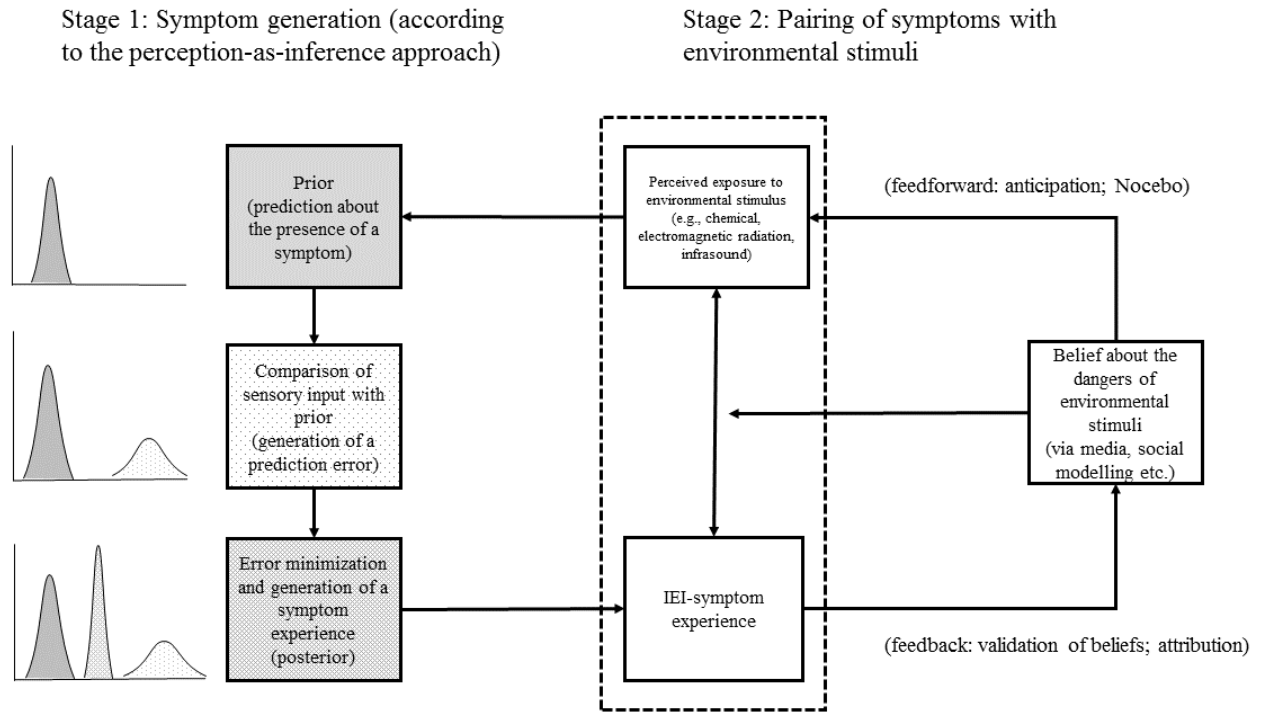 Stage 1: Symptom generation (according
to the perception-as-inference approach)
Stage 2: Pairing of symptoms with
environmental stimuli
Prior
(prediction about
the presence of a
symptom)
Perceived exposure to
environmental stimulus
(e.g., chemical,
electromagnetic radiation,
infrasound)
(feedforward: anticipation; Nocebo)
Comparison of
sensory input with
prior
(generation of a
prediction error)
Belief about the
dangers of
environmental
stimuli
(via media, social
modelling etc.)
Error minimization
and generation of a
symptom
experience
(posterior)
IEI-symptom
experience
(feedback: validation of beliefs; attribution)